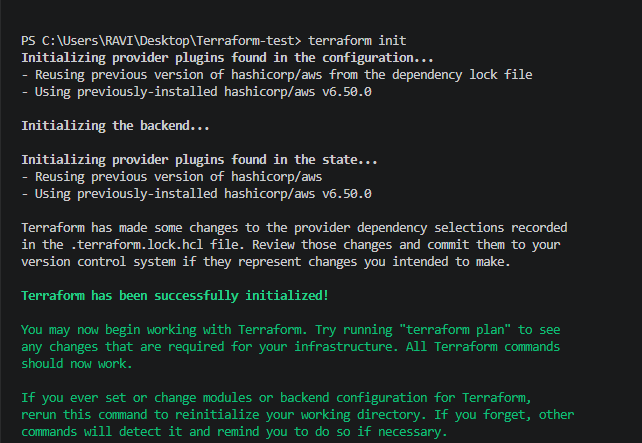 PS C:\Users\RAVI\Desktop\Terraform-test> terraform init
Initializing provider plugins found in the configuration...
- Reusing previous version of hashicorp/aws from the dependency lock file
- Using previously-installed hashicorp/aws v6.50.0
Initializing the backend...
Initializing provider plugins found in the state...
- Reusing previous version of hashicorp/aws
- Using previously-installed hashicorp/aws v6.50.0
Terraform has made some changes to the provider dependency selections recorded
in the .terraform.lock.hcl file. Review those changes and commit them to your
version control system if they represent changes you intended to make.
Terraform has been successfully initialized!
You may now begin working with Terraform. Try running "terraform plan" to see
any changes that are required for your infrastructure. All Terraform commands
should now work.
If you ever set or change modules or backend configuration for Terraform,
rerun this command to reinitialize your working directory. If you forget, other
commands will detect it and remind you to do so if necessary.